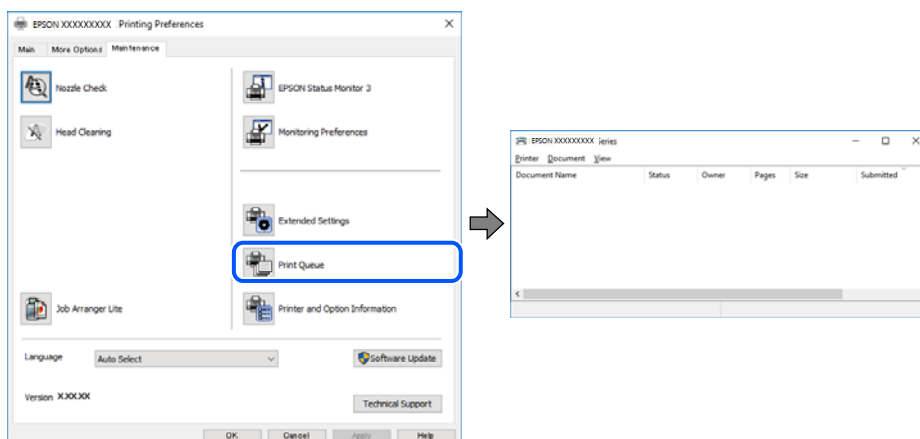 EPSON XXXXXXXXX Printing Preferences
Main More Options Maintenance
Nozzle Check
EPSON Status Monitor 3
Head Cleaning
Monitoring Preferences
Extended Settings
Print Queue
Job Arranger Lite
Printer and Option Information
Language Auto Select Software Update
Version X.XX.XX
Technical Support
OK Cancel Apply Help
EPSON XXXXXXXXX ieries
Printer Document View
Document Name Status Owner Pages Size Submitted